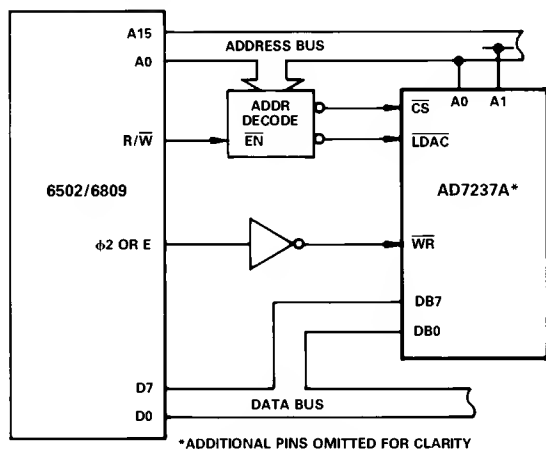 A15
ADDRESS BUS
A0
ADDR
DECODE
EN
R/W
CS
LDAC
A0
A1
6502/6809
AD7237A*
ϕ2 OR E
WR
DB7
DB0
D7
D0
DATA BUS
*ADDITIONAL PINS OMITTED FOR CLARITY